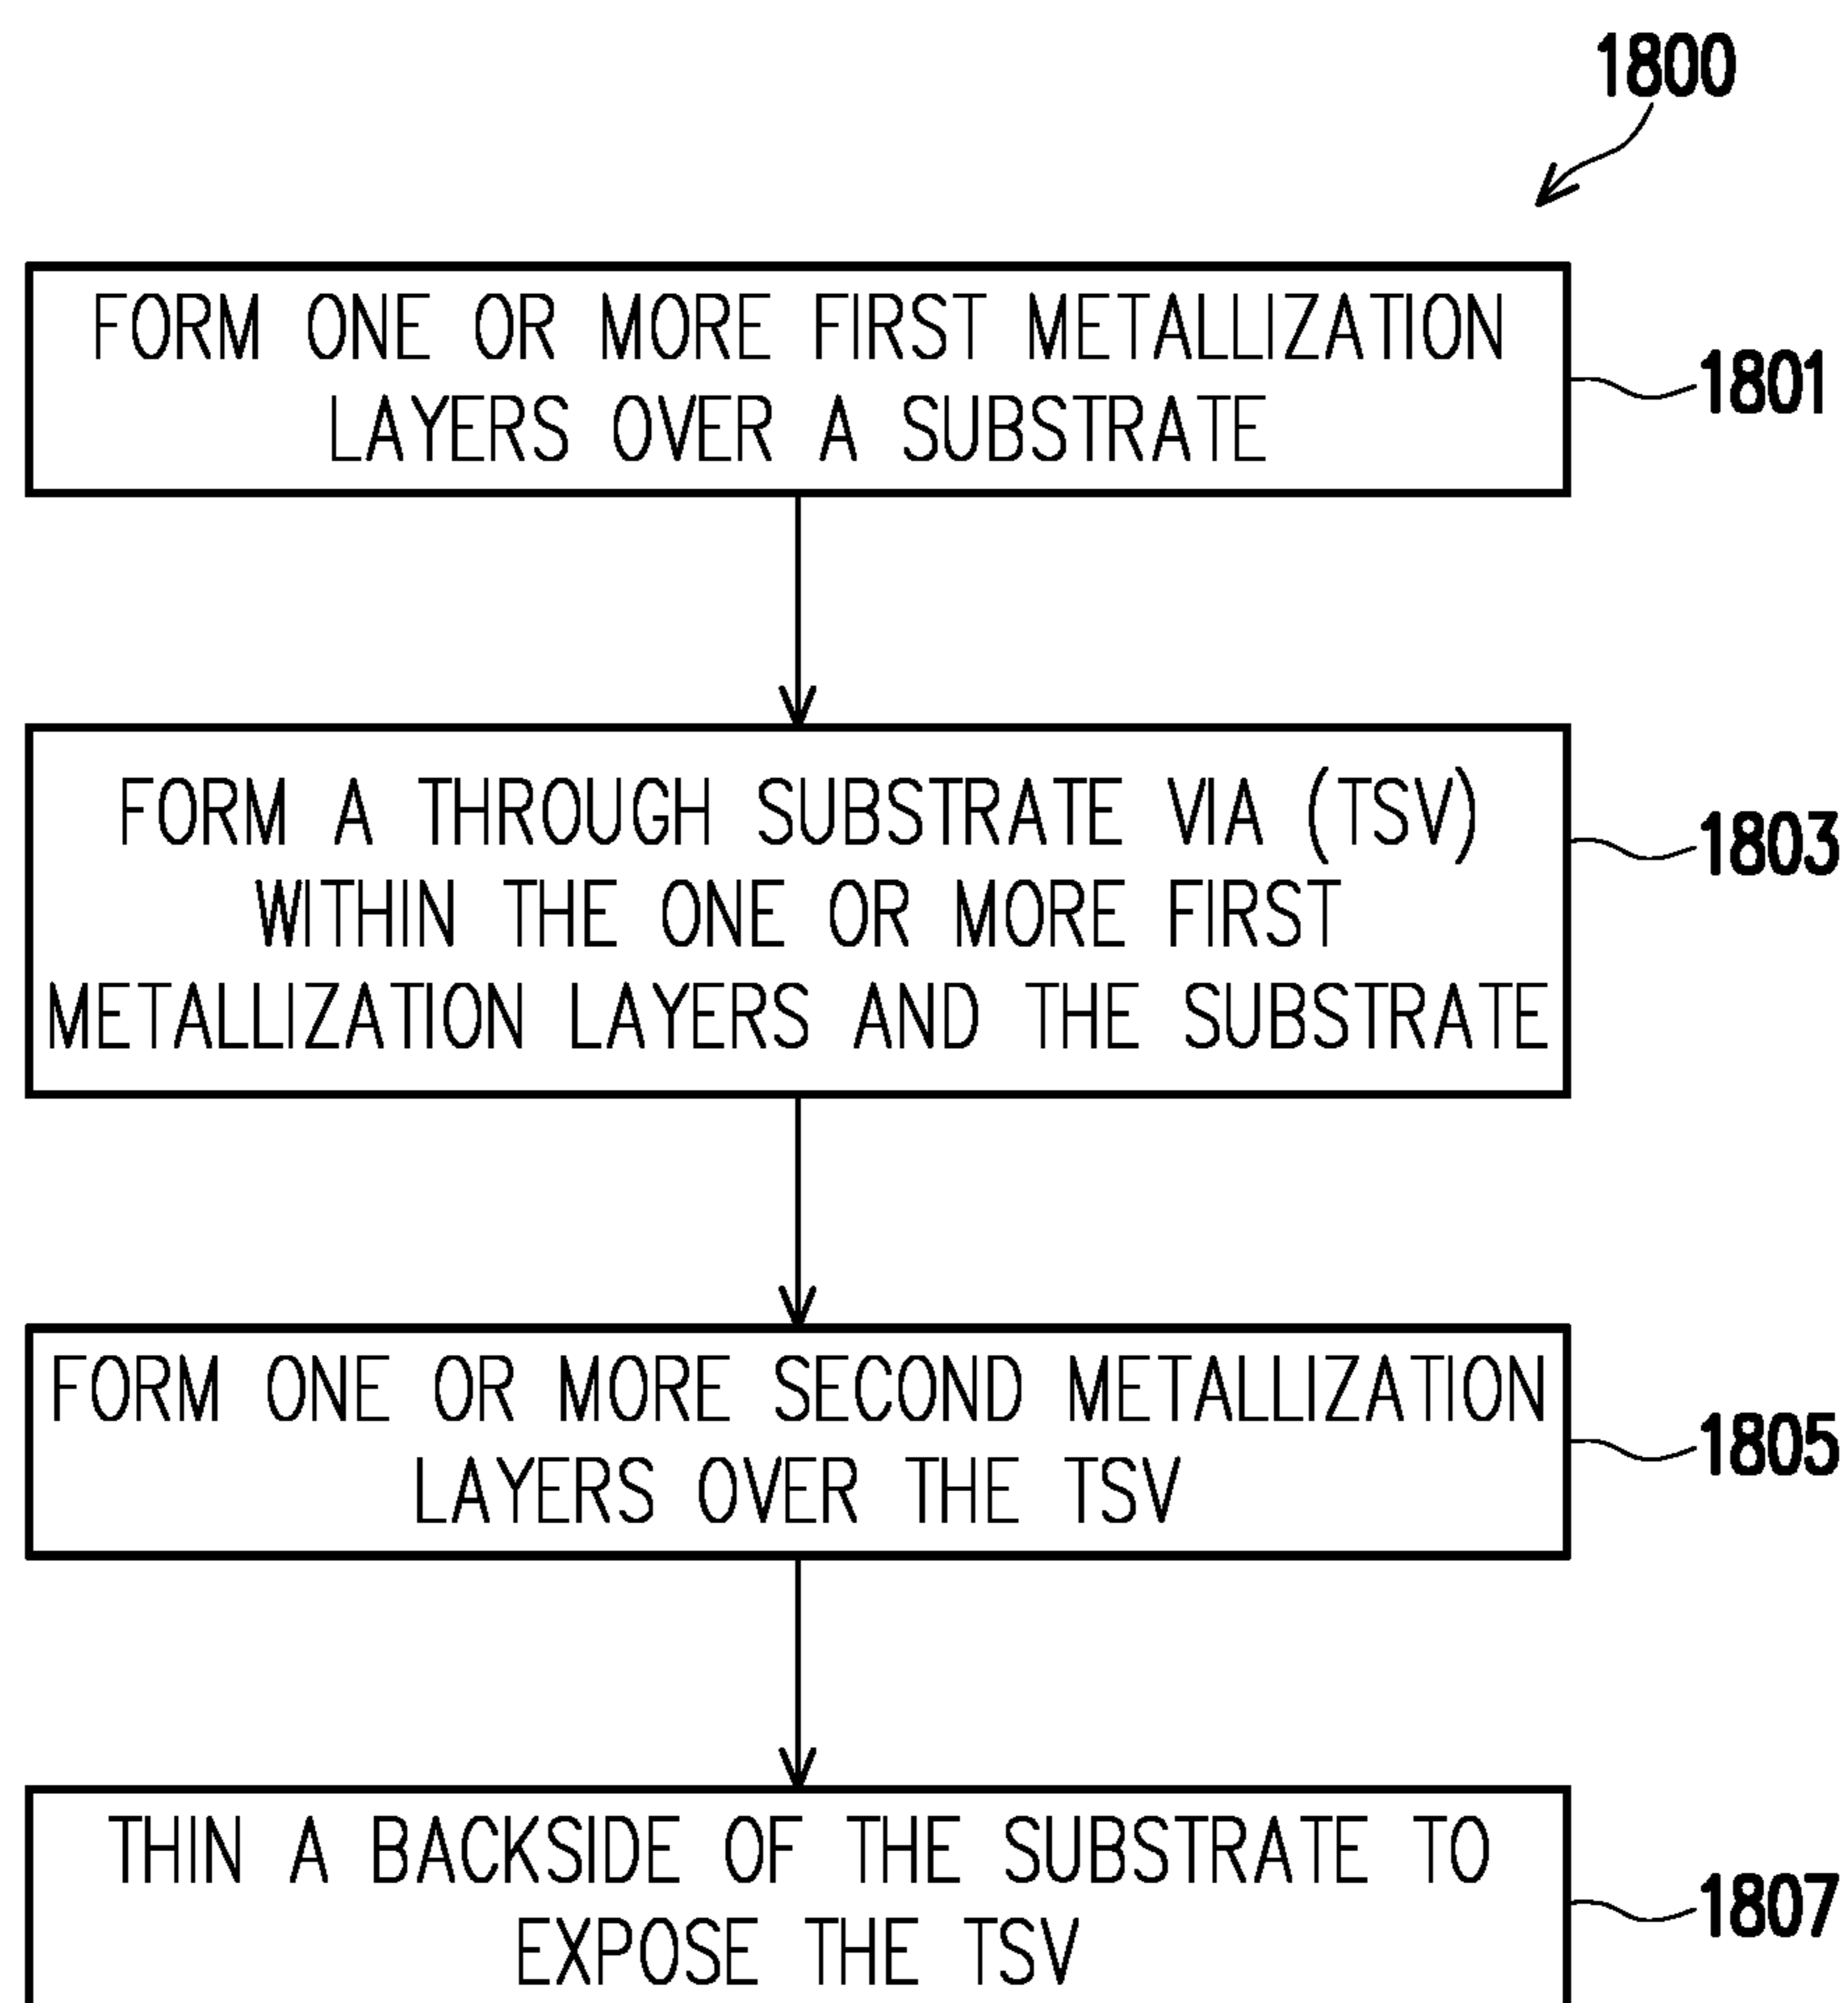 1800
FORM ONE OR MORE FIRST METALLIZATION
LAYERS OVER A SUBSTRATE
1801
FORM A THROUGH SUBSTRATE VIA (TSV)
WITHIN THE ONE OR MORE FIRST
METALLIZATION LAYERS AND THE SUBSTRATE
1803
FORM ONE OR MORE SECOND METALLIZATION
LAYERS OVER THE TSV
1805
THIN A BACKSIDE OF THE SUBSTRATE TO
EXPOSE THE TSV
1807